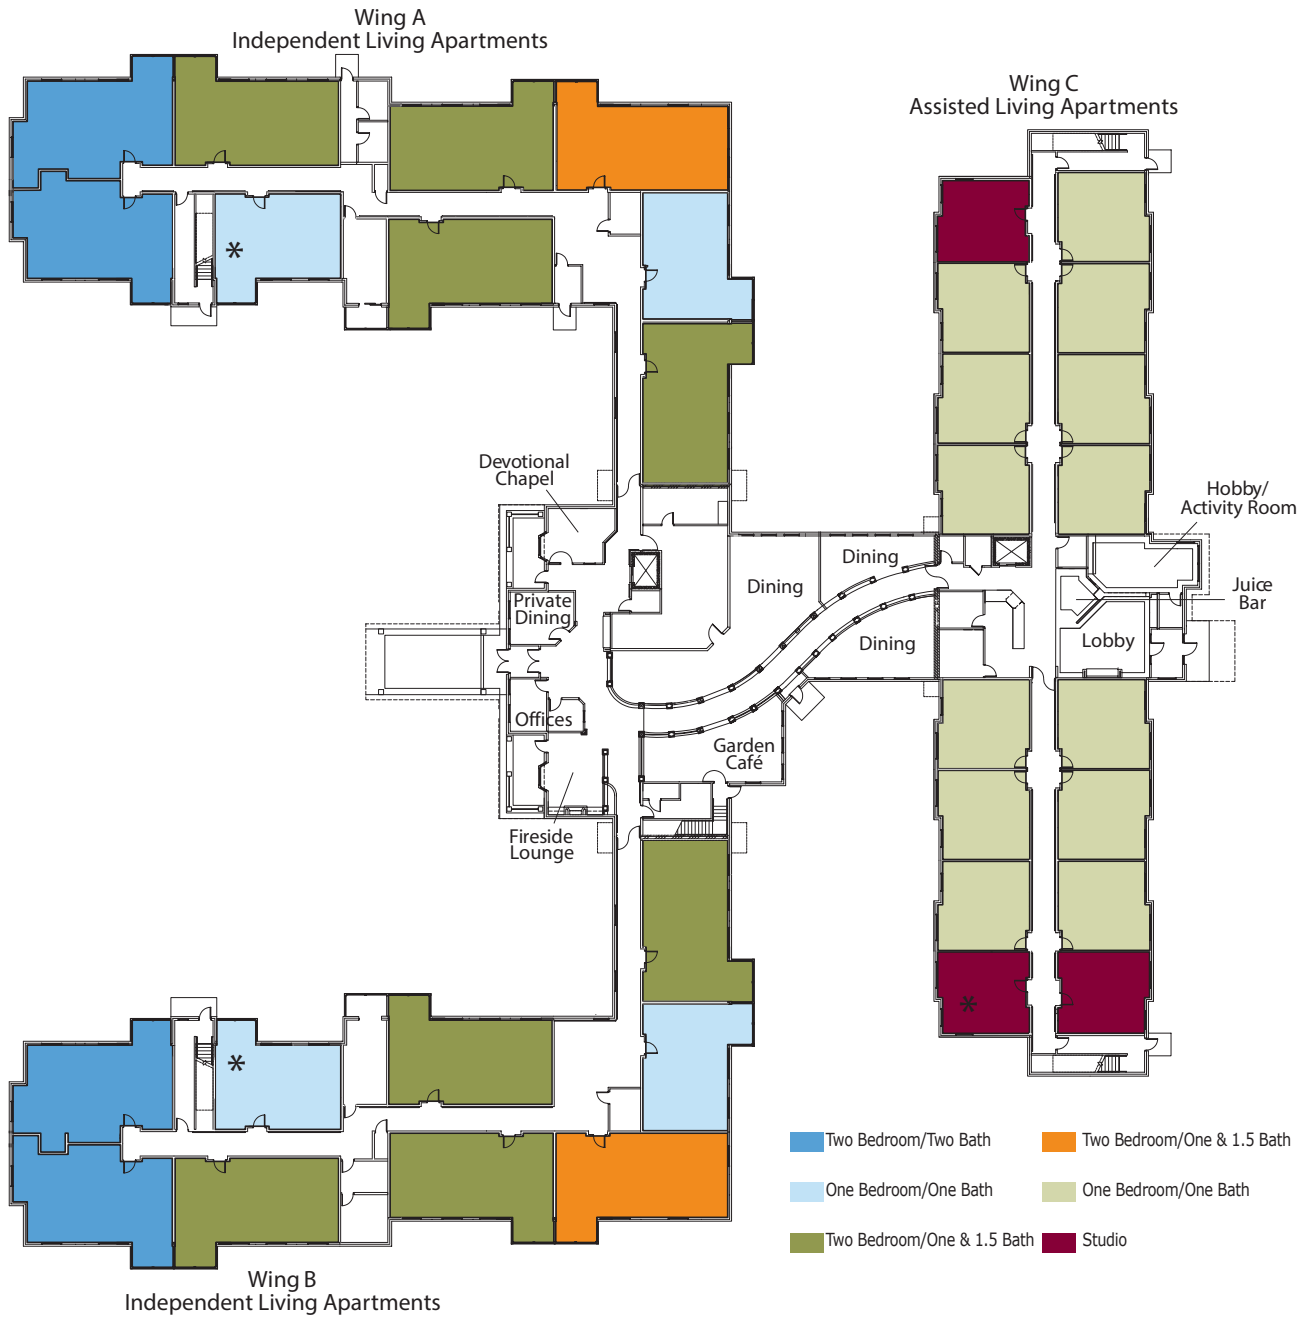 Wing A
Independent Living Apartments
Wing C
Assisted Living Apartments
*
Devotional
Chapel
Hobby/
Activity Room
Dining
Dining
Juice
Bar
Private
Dining
Dining
Lobby
Offices
Garden
Café
Fireside
Lounge
*
*
Two Bedroom/Two Bath
Two Bedroom/One & 1.5 Bath
One Bedroom/One Bath
One Bedroom/One Bath
Two Bedroom/One & 1.5 Bath
Studio
Wing B
Independent Living Apartments